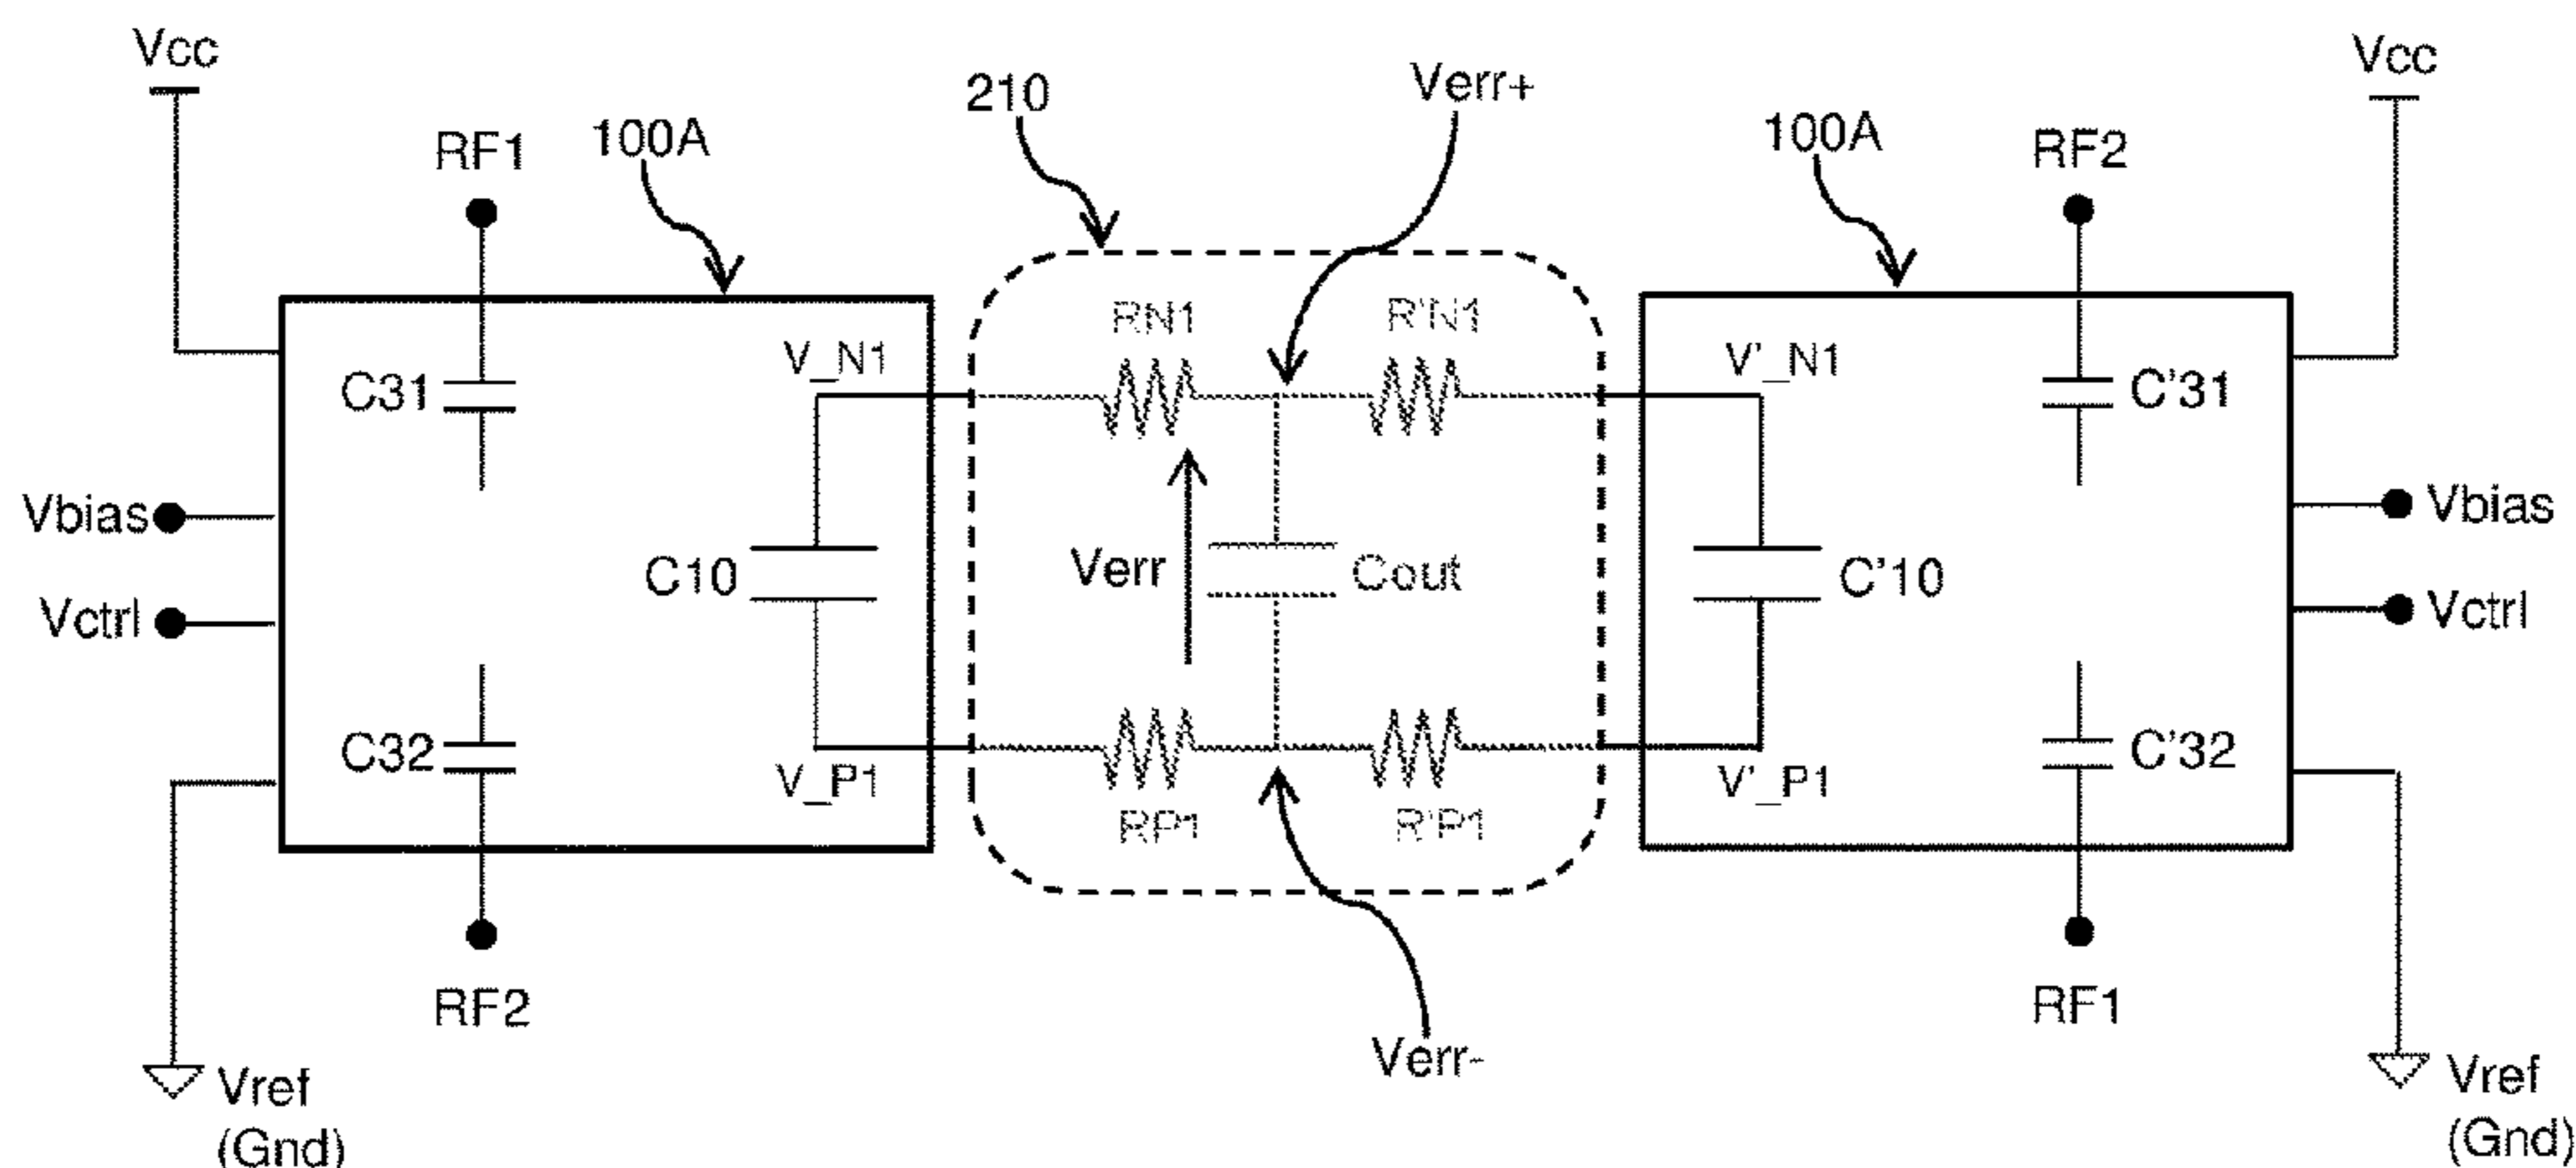 Vcc
Vcc
210
Verr+
100A
100A
RF1
RF2
RN1
R'N1
V_N1
V'_N1
C31
C'31
Vbias
Vbias
C10
Verr
Cout
C'10
Vctrl
Vctrl
C32
C'32
V_P1
V'_P1
RP1
R'P1
RF2
RF1
Verr-
Vref
(Gnd)
Vref
(Gnd)